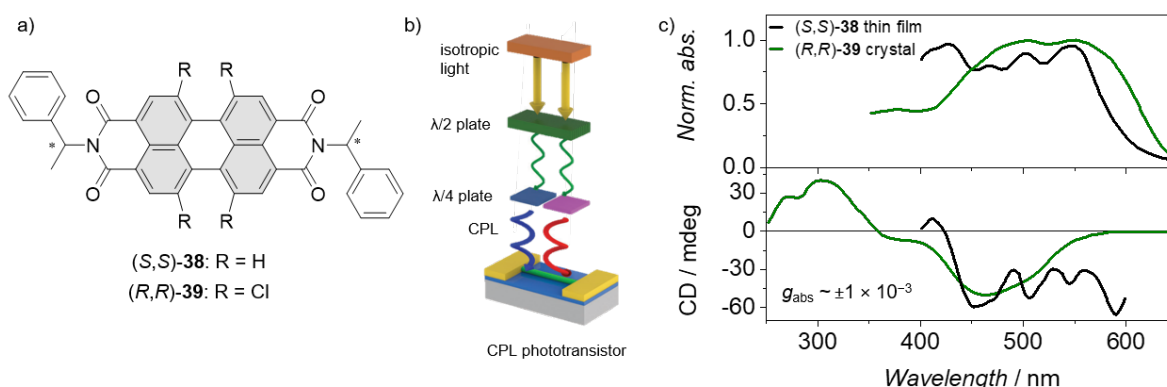 a)
R R
O O
N N
* *
O O
R R
(S,S)-38: R = H
(R,R)-39: R = Cl
b)
isotropic
light
λ/2 plate
λ/4 plate
CPL
CPL phototransistor
c)
(S,S)-38 thin film
(R,R)-39 crystal
Norm. abs.
1.0
0.5
0.0
CD / mdeg
30
0
-30
-60
g_abs ~ ±1 × 10⁻³
300 400 500 600
Wavelength / nm